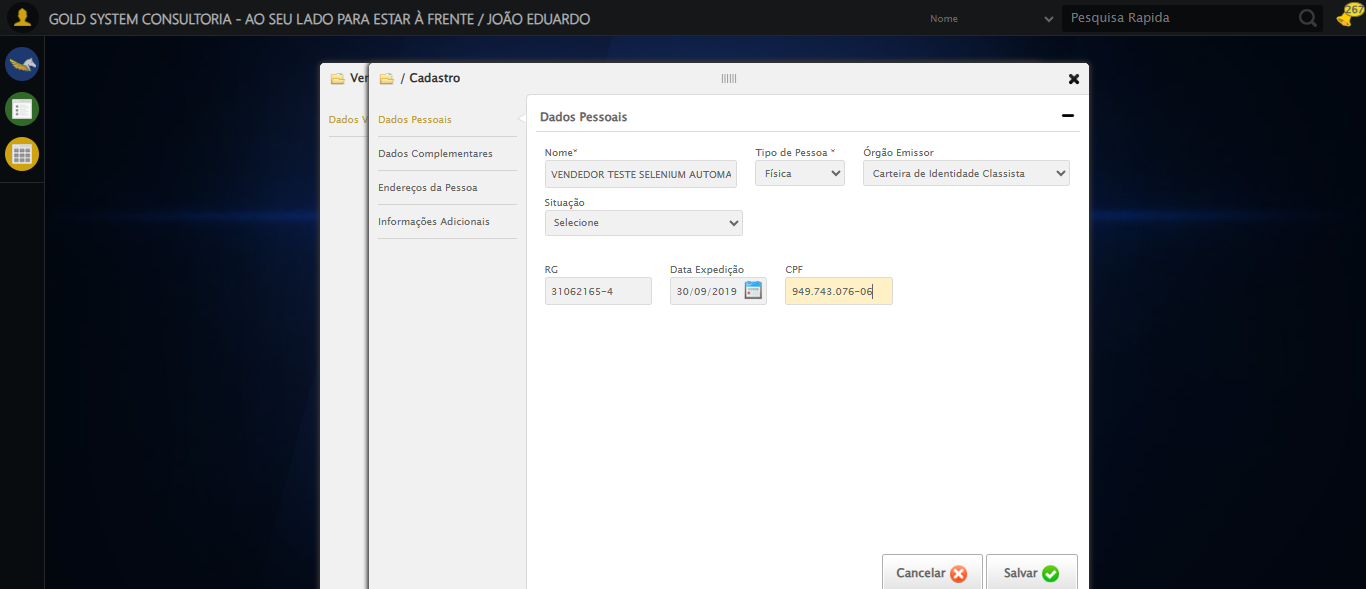 GOLD SYSTEM CONSULTORIA - AO SEU LADO PARA ESTAR À FRENTE / JOÃO EDUARDO
Nome
Pesquisa Rapida
267
Ver
/ Cadastro
Dados V
Dados Pessoais
Dados Complementares
Endereços da Pessoa
Informações Adicionais
Dados Pessoais
Nome* Tipo de Pessoa * Órgão Emissor
VENDEDOR TESTE SELENIUM AUTOMA Física Carteira de Identidade Classista
Situação
Selecione
RG Data Expedição CPF
31062165-4 30/09/2019 949.743.076-06
Cancelar Salvar